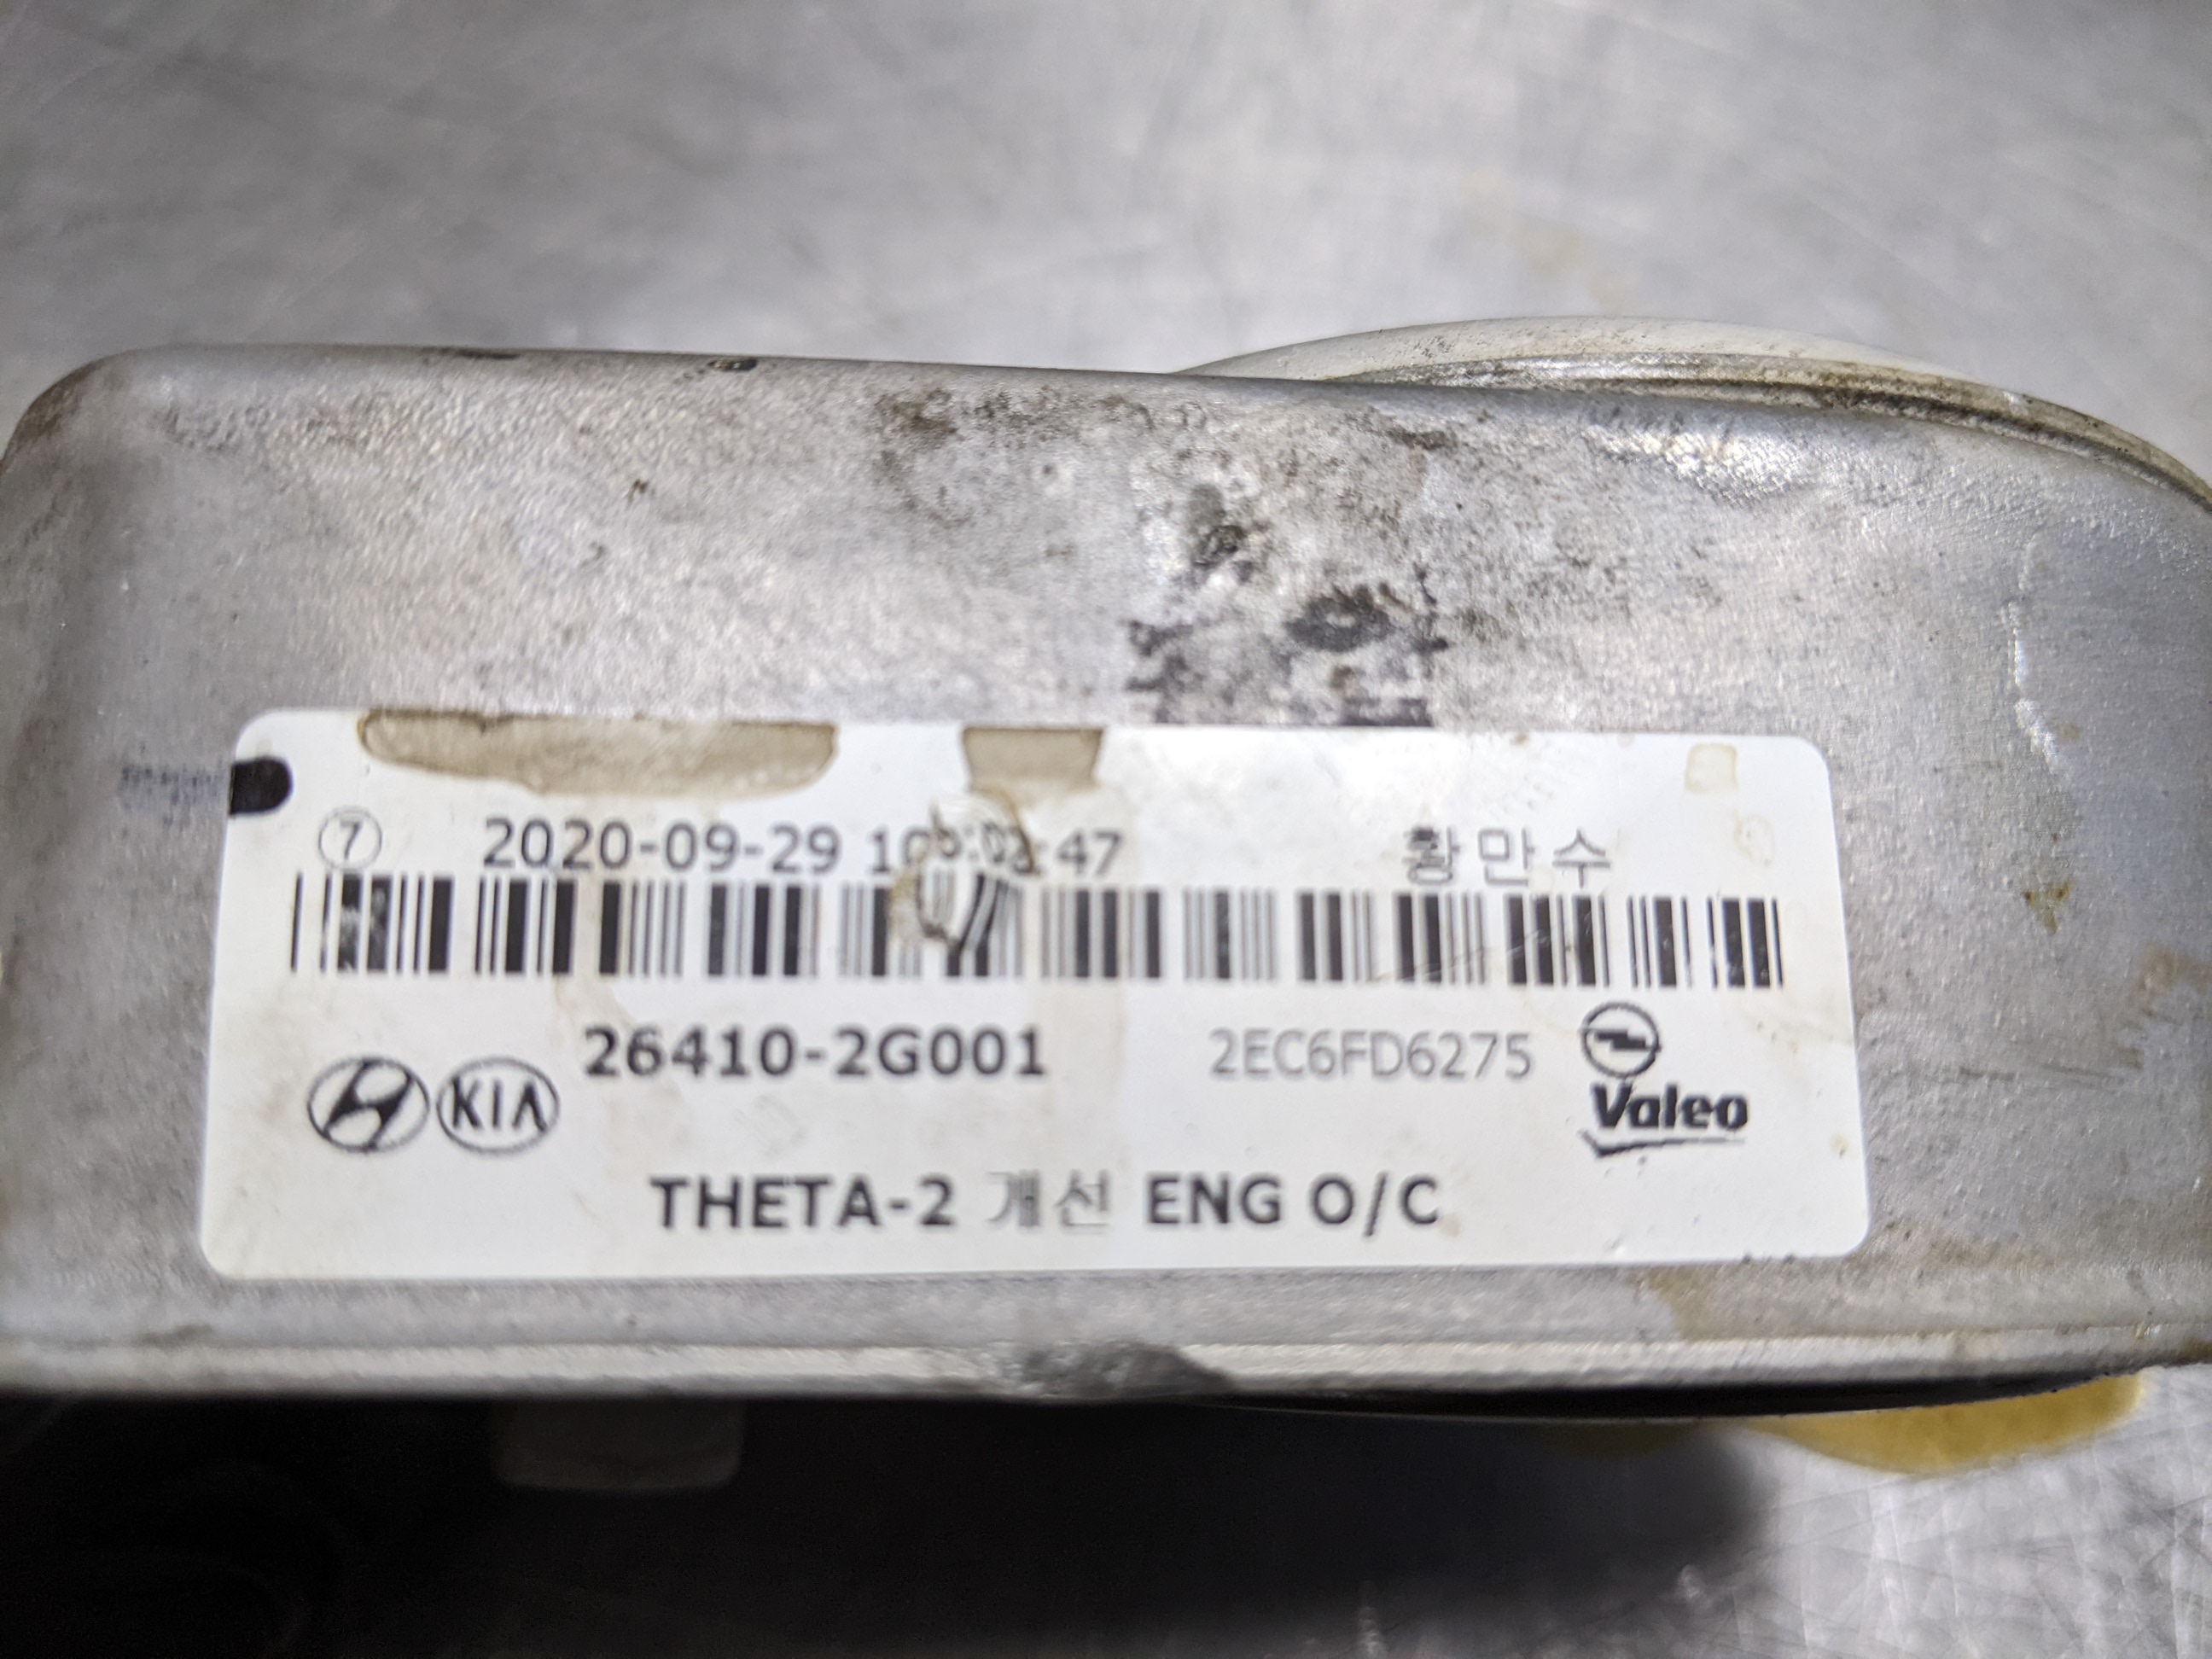 ⑦ 2020-09-29 황만수
26410-2G001 2EC6FD6275
KIA Valeo
THETA-2 개선 ENG O/C